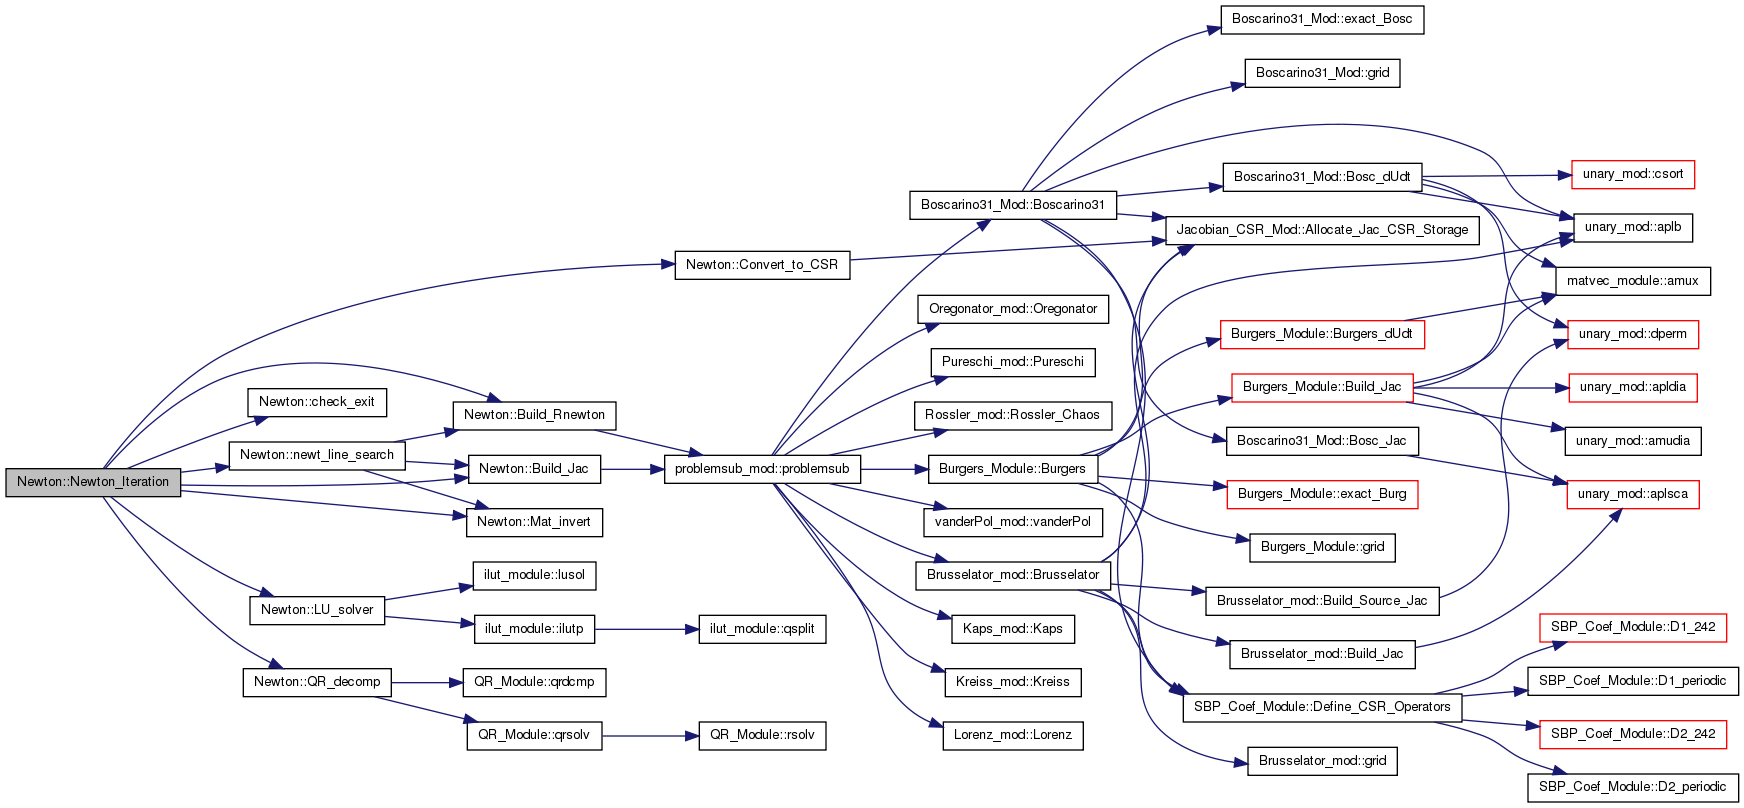 Newton::Newton_Iteration
Newton::Convert_to_CSR
Newton::check_exit
Newton::Build_Rnewton
Newton::newt_line_search
Newton::Build_Jac
Newton::Mat_invert
Newton::LU_solver
ilut_module::lusol
ilut_module::ilutp
ilut_module::qsplit
Newton::QR_decomp
QR_Module::qrdcmp
QR_Module::qrsolv
QR_Module::rsolv
problemsub_mod::problemsub
Boscarino31_Mod::Boscarino31
Oregonator_mod::Oregonator
Pureschi_mod::Pureschi
Rossler_mod::Rossler_Chaos
Burgers_Module::Burgers
vanderPol_mod::vanderPol
Brusselator_mod::Brusselator
Kaps_mod::Kaps
Kreiss_mod::Kreiss
Lorenz_mod::Lorenz
Boscarino31_Mod::exact_Bosc
Boscarino31_Mod::grid
Boscarino31_Mod::Bosc_dUdt
Jacobian_CSR_Mod::Allocate_Jac_CSR_Storage
Burgers_Module::Burgers_dUdt
Burgers_Module::Build_Jac
Boscarino31_Mod::Bosc_Jac
Burgers_Module::exact_Burg
Burgers_Module::grid
Brusselator_mod::Build_Source_Jac
Brusselator_mod::Build_Jac
SBP_Coef_Module::Define_CSR_Operators
Brusselator_mod::grid
unary_mod::csort
unary_mod::aplb
matvec_module::amux
unary_mod::dperm
unary_mod::apldia
unary_mod::amudia
unary_mod::aplsca
SBP_Coef_Module::D1_242
SBP_Coef_Module::D1_periodic
SBP_Coef_Module::D2_242
SBP_Coef_Module::D2_periodic